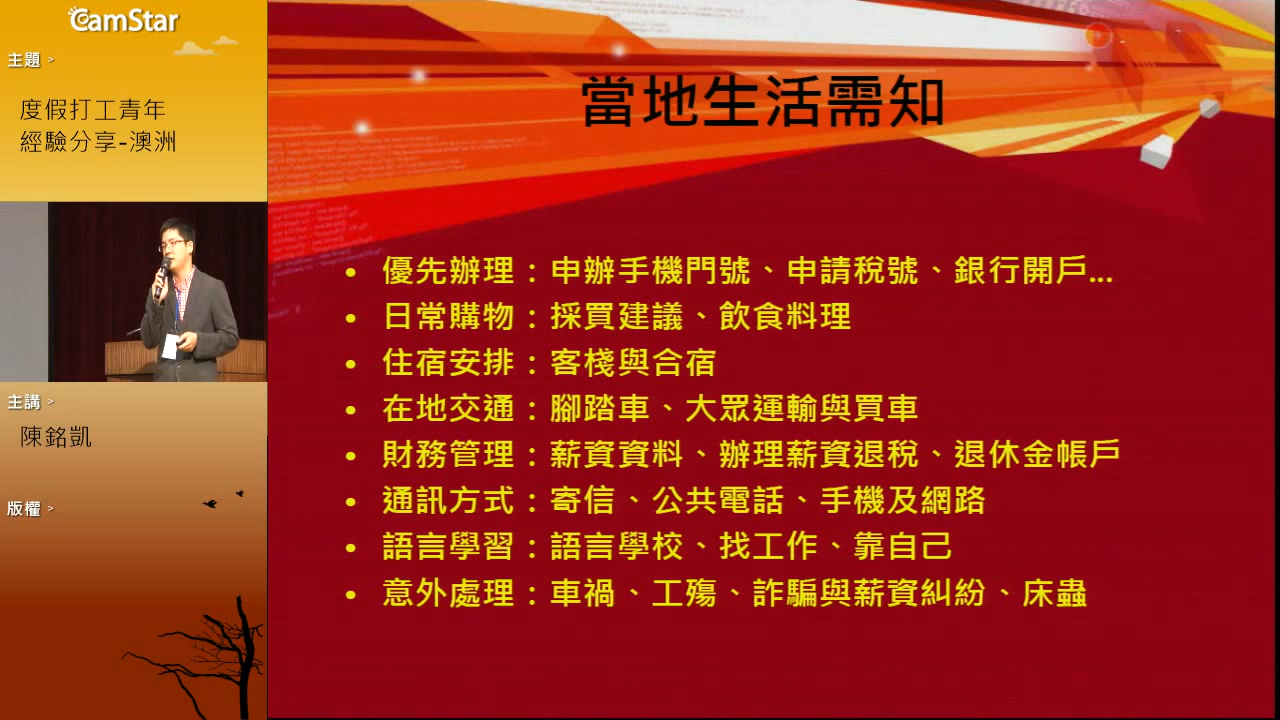 CamStar
主題 >
度假打工青年
經驗分享-澳洲
主講 >
陳銘凱
版權 >
當地生活需知
• 優先辦理：申辦手機門號、申請稅號、銀行開戶...
• 日常購物：採買建議、飲食料理
• 住宿安排：客棧與合宿
• 在地交通：腳踏車、大眾運輸與買車
• 財務管理：薪資資料、辦理薪資退稅、退休金帳戶
• 通訊方式：寄信、公共電話、手機及網路
• 語言學習：語言學校、找工作、靠自己
• 意外處理：車禍、工殤、詐騙與薪資糾紛、床蟲